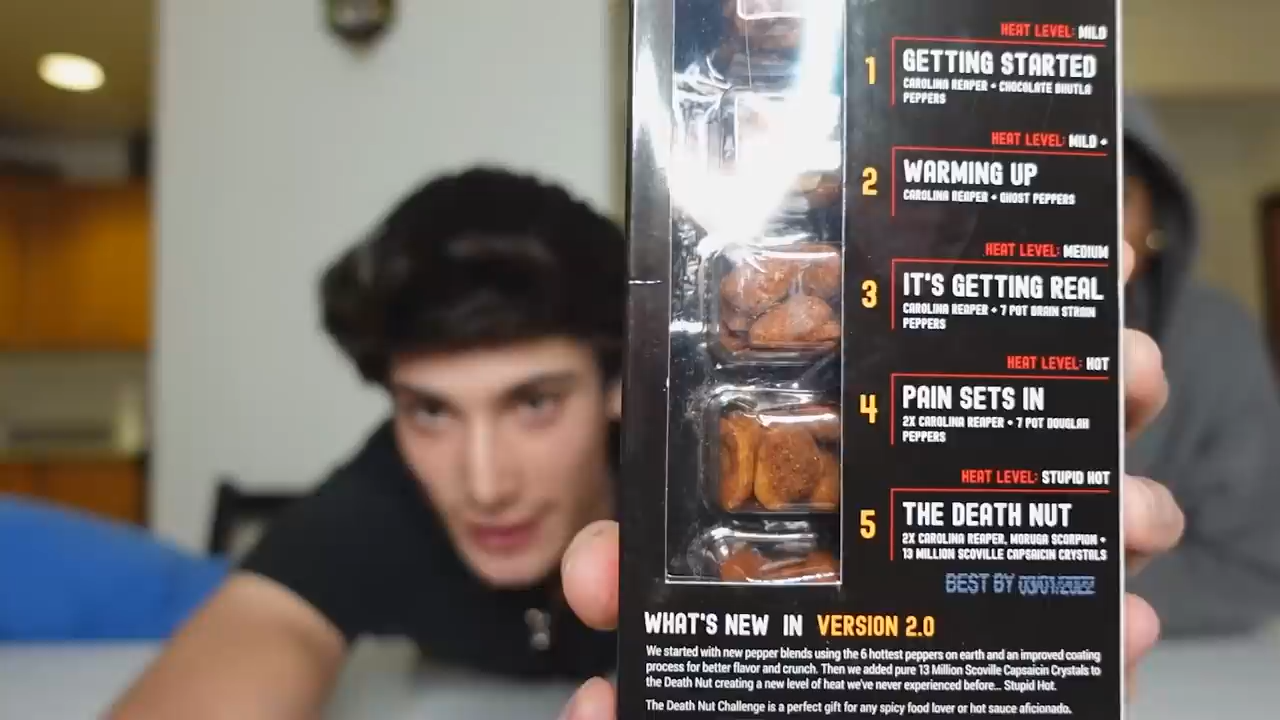 HEAT LEVEL: MILD
1 GETTING STARTED
CAROLINA REAPER + CHOCOLATE BHUTLA
PEPPERS
HEAT LEVEL: MILD +
2 WARMING UP
CAROLINA REAPER + GHOST PEPPERS
HEAT LEVEL: MEDIUM
3 IT'S GETTING REAL
CAROLINA REAPER + 7 POT BRAIN STRAIN
PEPPERS
HEAT LEVEL: HOT
4 PAIN SETS IN
2X CAROLINA REAPER + 7 POT DOUGLAH
PEPPERS
HEAT LEVEL: STUPID HOT
5 THE DEATH NUT
2X CAROLINA REAPER, MORUGA SCORPION +
13 MILLION SCOVILLE CAPSAICIN CRYSTALS
BEST BY 03/01/2022
WHAT'S NEW IN VERSION 2.0
We started with new pepper blends using the 6 hottest peppers on earth and an improved coating
process for better flavor and crunch. Then we added pure 13 Million Scoville Capsaicin Crystals to
the Death Nut creating a new level of heat we've never experienced before... Stupid Hot.
The Death Nut Challenge is a perfect gift for any spicy food lover or hot sauce aficionado.